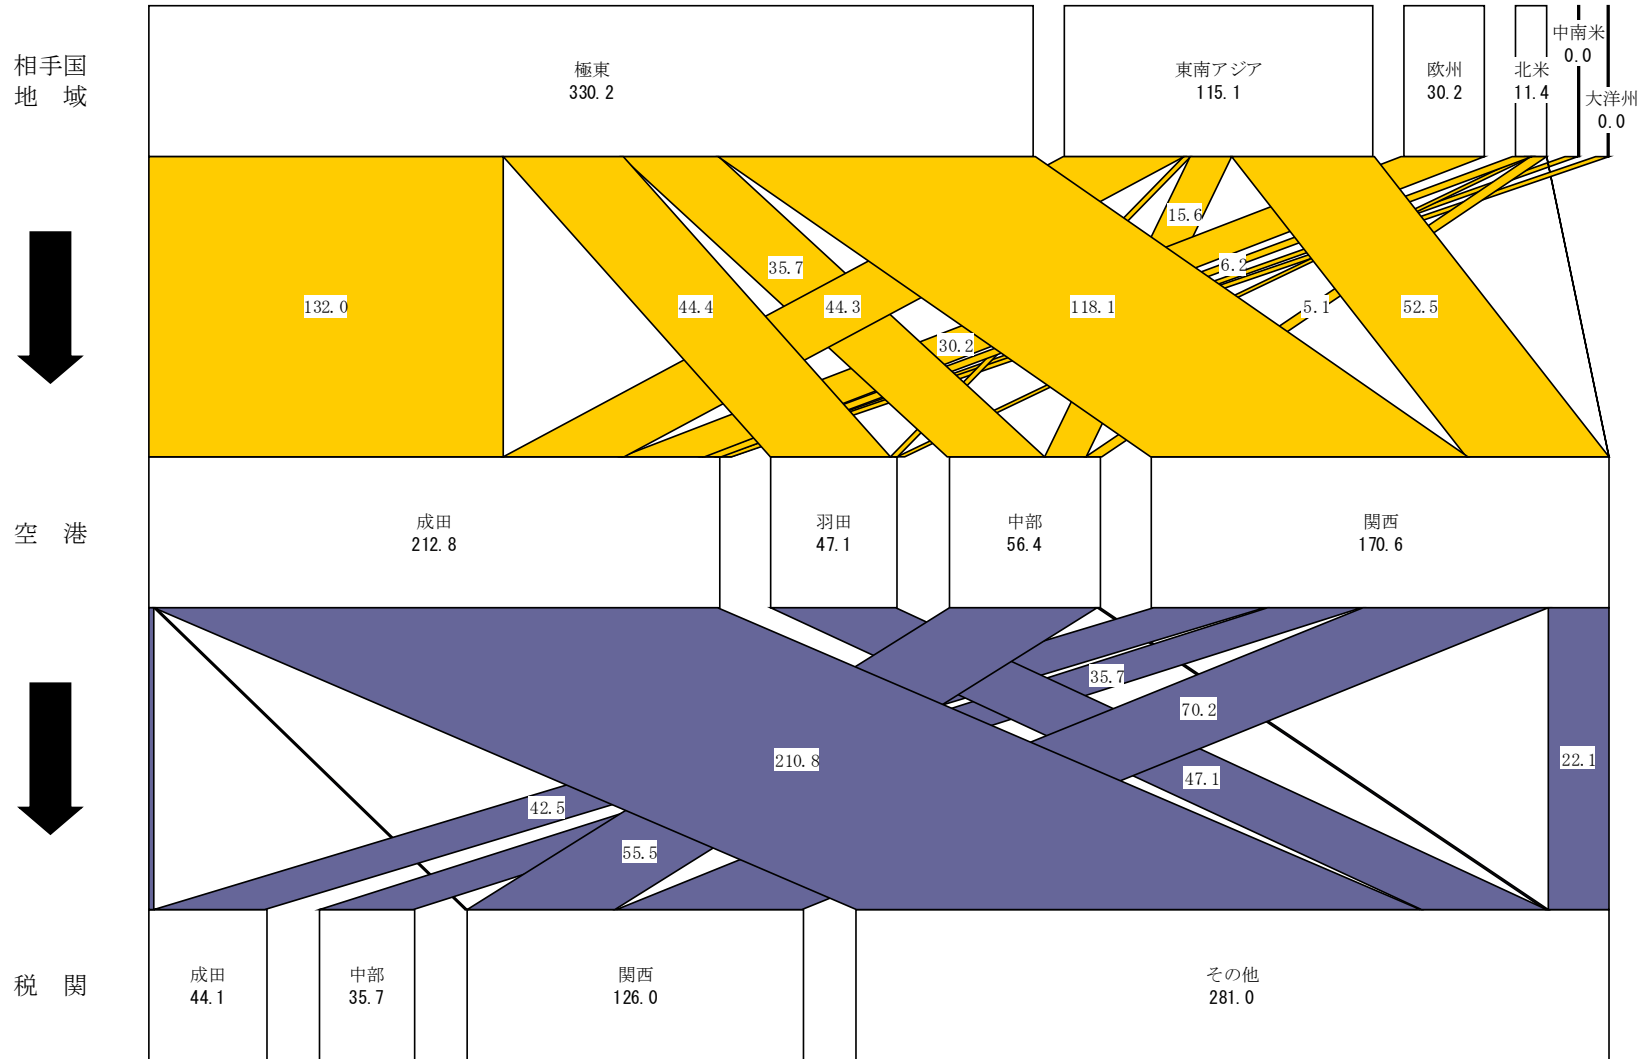 相手国
地　域
極東
330.2
東南アジア
115.1
欧州
30.2
北米
11.4
中南米
0.0
大洋州
0.0
132.0
44.4
35.7
44.3
30.2
118.1
15.6
6.2
5.1
52.5
空　港
成田
212.8
羽田
47.1
中部
56.4
関西
170.6
210.8
42.5
55.5
35.7
70.2
47.1
22.1
税　関
成田
44.1
中部
35.7
関西
126.0
その他
281.0